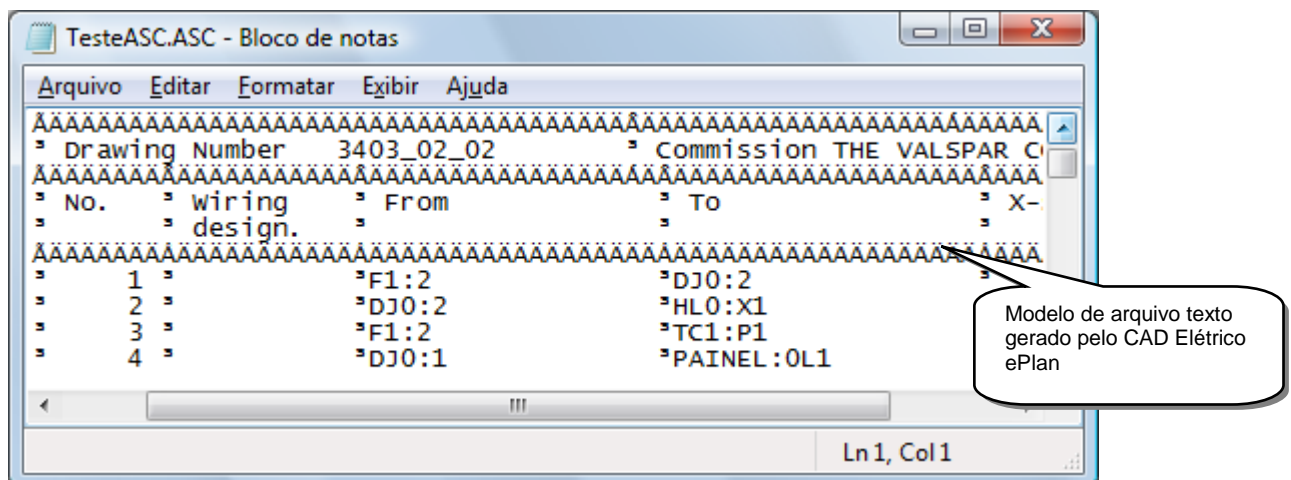 TesteASC.ASC - Bloco de notas
Arquivo Editar Formatar Exibir Ajuda
³ Drawing Number 3403_02_02 ³ Commission THE VALSPAR
³ No. ³ Wiring ³ From ³ To ³ X-
³ ³ design. ³ ³ ³
³ 1 ³ ³F1:2 ³DJ0:2 ³
³ 2 ³ ³DJ0:2 ³HL0:X1
³ 3 ³ ³F1:2 ³TC1:P1
³ 4 ³ ³DJ0:1 ³PAINEL:0L1
Modelo de arquivo texto
gerado pelo CAD Elétrico
ePlan
Ln 1, Col 1